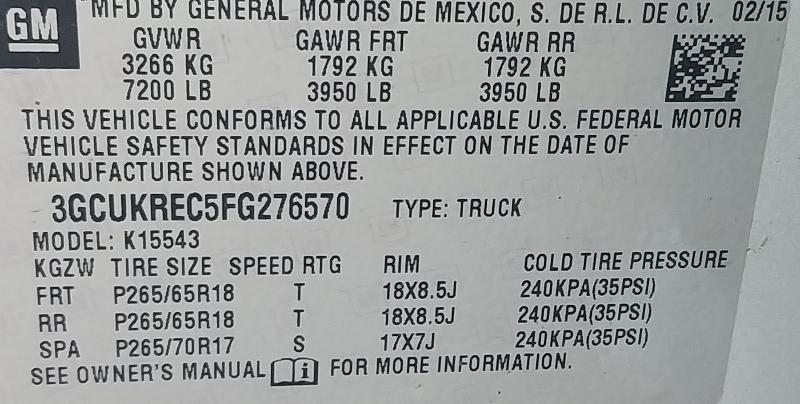 GM
MFD BY GENERAL MOTORS DE MEXICO, S. DE R.L. DE C.V. 02/15
GVWR GAWR FRT GAWR RR
3266 KG 1792 KG 1792 KG
7200 LB 3950 LB 3950 LB
THIS VEHICLE CONFORMS TO ALL APPLICABLE U.S. FEDERAL MOTOR
VEHICLE SAFETY STANDARDS IN EFFECT ON THE DATE OF
MANUFACTURE SHOWN ABOVE.
3GCUKREC5FG276570 TYPE: TRUCK
MODEL: K15543
KGZW TIRE SIZE SPEED RTG RIM COLD TIRE PRESSURE
FRT P265/65R18 T 18X8.5J 240KPA(35PSI)
RR P265/65R18 T 18X8.5J 240KPA(35PSI)
SPA P265/70R17 S 17X7J 240KPA(35PSI)
SEE OWNER'S MANUAL i FOR MORE INFORMATION.